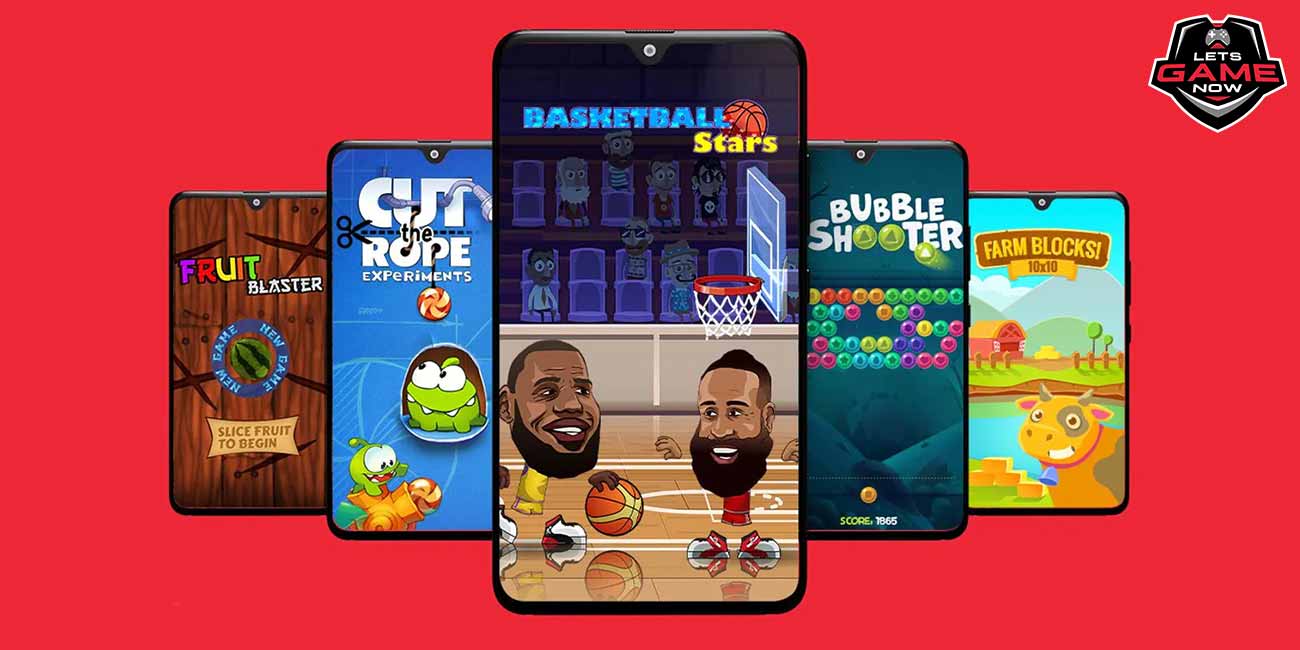 LETS
GAME
NOW
FRUIT
BLASTER
NEW GAME NEW GAME
SLICE FRUIT
TO BEGIN
CUT
the
ROPE
EXPERIMENTS
BASKETBALL
Stars
BUBBLE
SHOOTER
SCORE: 1865
FARM BLOCKS!
10x10